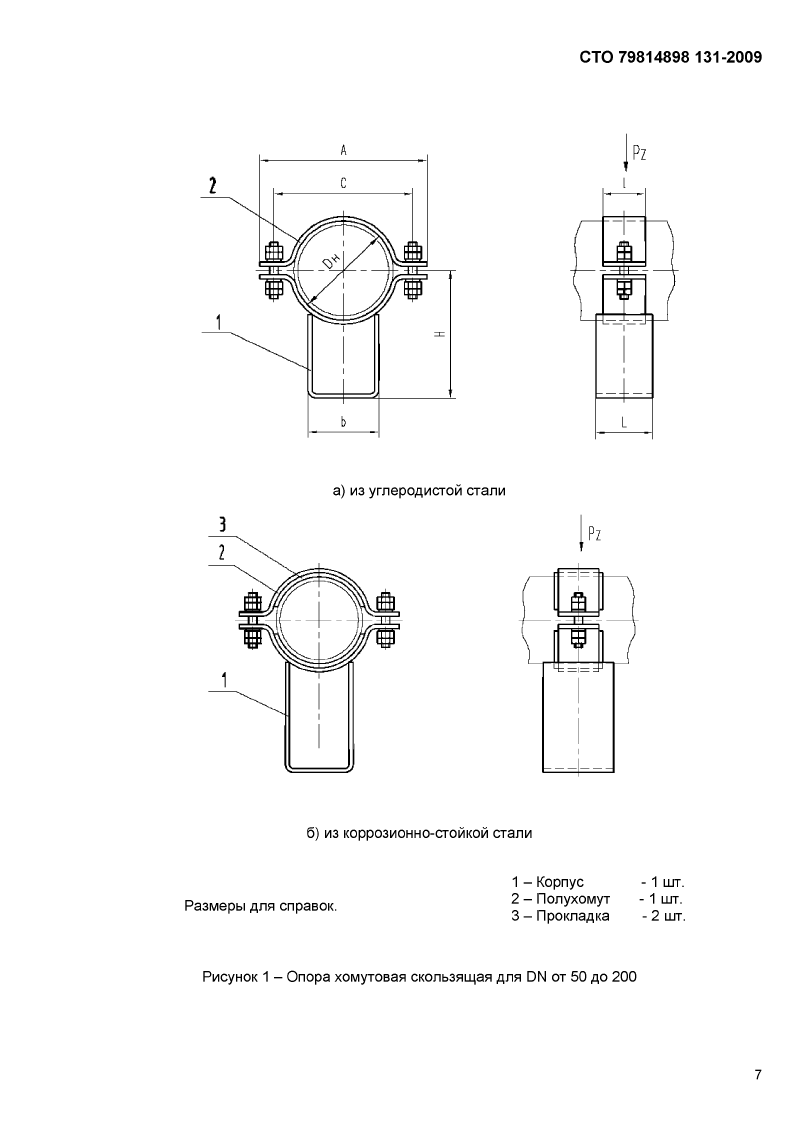 СТО 79814898 131-2009
A
C
2
Dн
1
H
b
Pz
l
L
а) из углеродистой стали
3
2
1
Pz
б) из коррозионно-стойкой стали
Размеры для справок.
1 – Корпус - 1 шт.
2 – Полухомут - 1 шт.
3 – Прокладка - 2 шт.
Рисунок 1 – Опора хомутовая скользящая для DN от 50 до 200
7